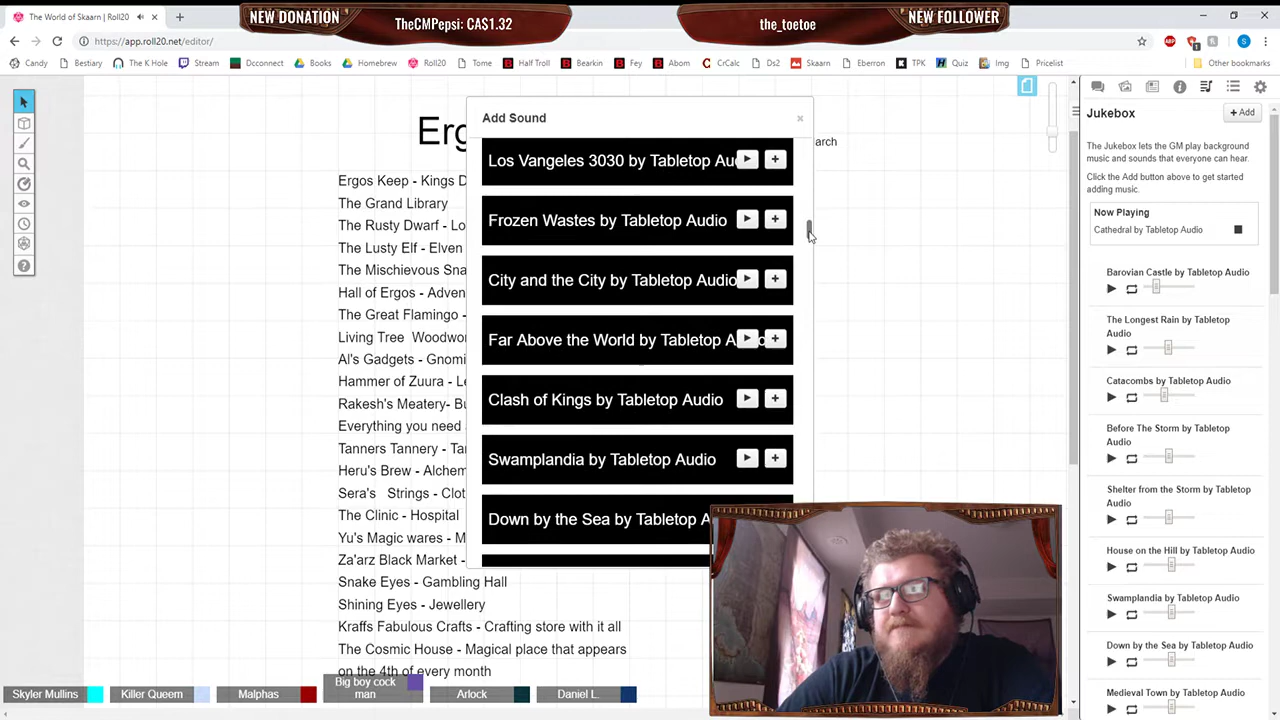 The World of Skaarn | Roll20
NEW DONATION
TheCMPepsi: CA$1.32
the_toetoe
NEW FOLLOWER
https://app.roll20.net/editor/
Candy
Bestiary
The K Hole
Stream
Dcconnect
Books
Homebrew
Roll20
Tome
Half Troll
Bearkin
Fey
Abom
CrCalc
Ds2
Skaarn
Eberron
TPK
Quiz
Img
Pricelist
Other bookmarks
Erg
arch
Ergos Keep - Kings D
The Grand Library
The Rusty Dwarf - Lo
The Lusty Elf - Elven
The Mischievous Sna
Hall of Ergos - Adven
The Great Flamingo -
Living Tree Woodwor
Al's Gadgets - Gnomi
Hammer of Zuura - Le
Rakesh's Meatery- Bu
Everything you need
Tanners Tannery - Tan
Heru's Brew - Alchem
Sera's Strings - Clot
The Clinic - Hospital
Yu's Magic wares - M
Za'arz Black Market -
Snake Eyes - Gambling Hall
Shining Eyes - Jewellery
Kraffs Fabulous Crafts - Crafting store with it all
The Cosmic House - Magical place that appears
on the 4th of every month
Add Sound
Los Vangeles 3030 by Tabletop Au
Frozen Wastes by Tabletop Audio
City and the City by Tabletop Audio
Far Above the World by Tabletop Audio
Clash of Kings by Tabletop Audio
Swamplandia by Tabletop Audio
Down by the Sea by Tabletop A
Jukebox
+ Add
The Jukebox lets the GM play background
music and sounds that everyone can hear.
Click the Add button above to get started
adding music.
Now Playing
Cathedral by Tabletop Audio
Barovian Castle by Tabletop Audio
The Longest Rain by Tabletop
Audio
Catacombs by Tabletop Audio
Before The Storm by Tabletop
Audio
Shelter from the Storm by Tabletop
Audio
House on the Hill by Tabletop Audio
Swamplandia by Tabletop Audio
Down by the Sea by Tabletop Audio
Medieval Town by Tabletop Audio
Skyler Mullins
Killer Queem
Malphas
Big boy cock
man
Arlock
Daniel L.